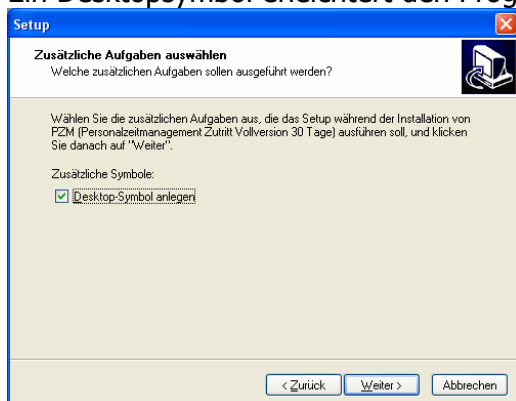 Ein Desktopsymbol erleichtert den Prog
Setup
Zusätzliche Aufgaben auswählen
Welche zusätzlichen Aufgaben sollen ausgeführt werden?
Wählen Sie die zusätzlichen Aufgaben aus, die das Setup während der Installation von
PZM (Personalzeitmanagement Zutritt Vollversion 30 Tage) ausführen soll, und klicken
Sie danach auf "Weiter".
Zusätzliche Symbole:
Desktop-Symbol anlegen
< Zurück Weiter > Abbrechen